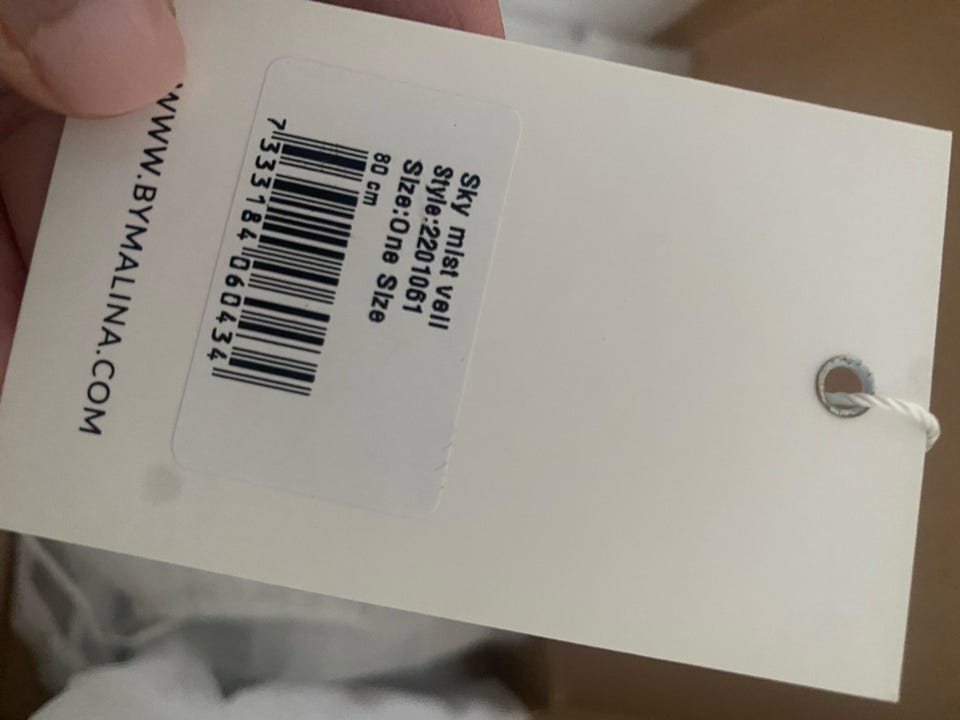 Sky mist veil
Style:2201061
Size:One Size
80 cm
7 333184 060434
WWW.BYMALINA.COM